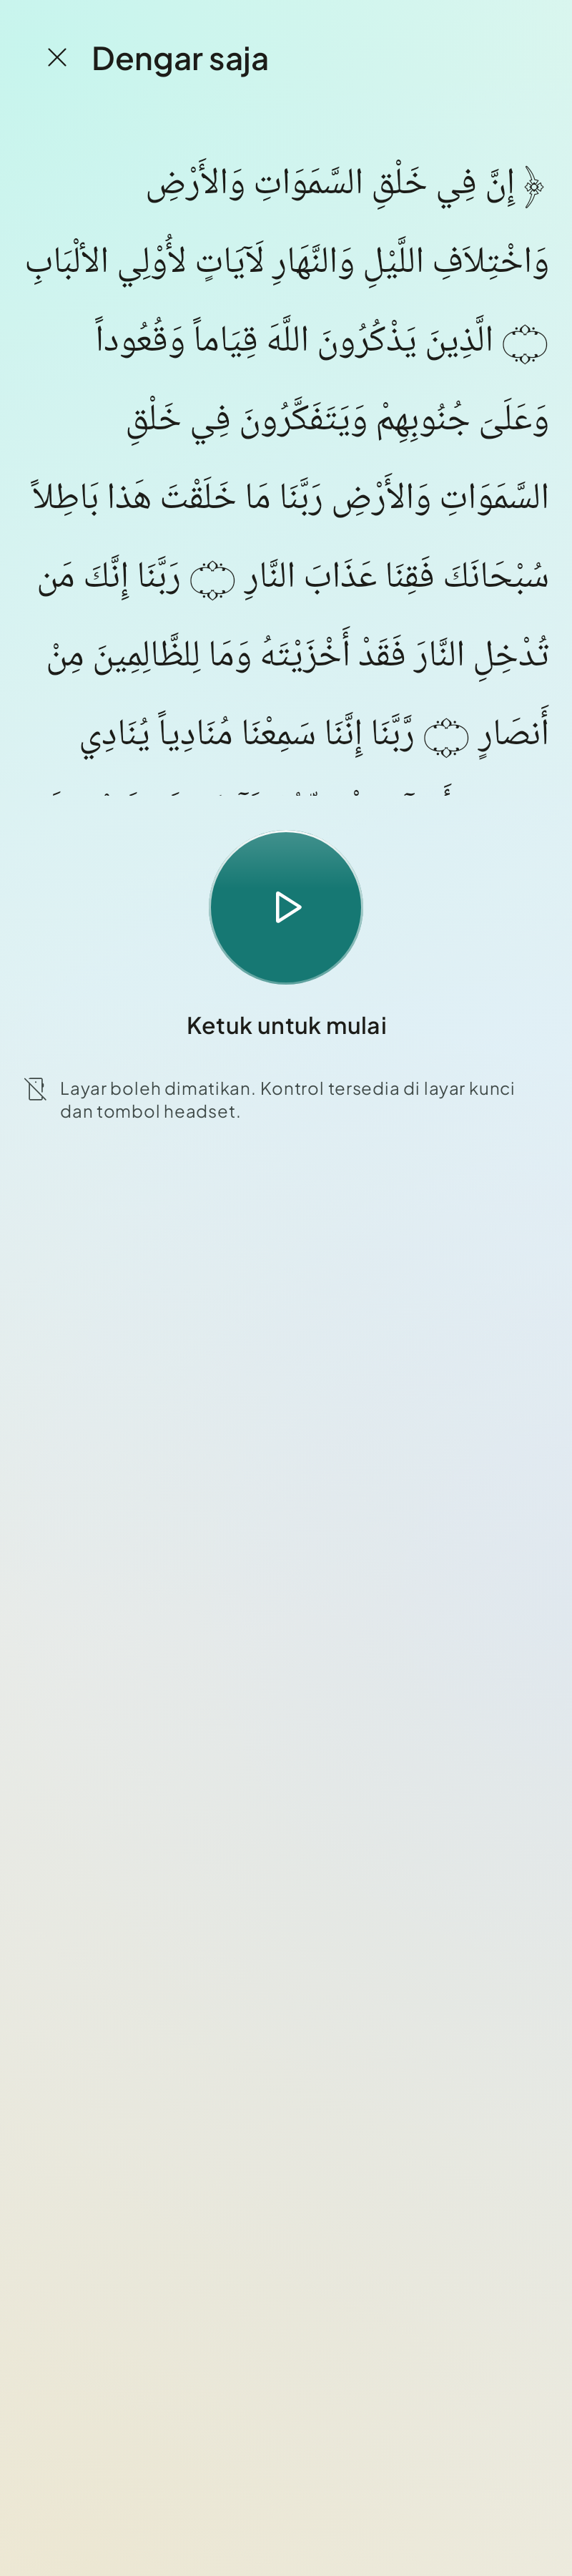 Dengar saja
﴿ إِنَّ فِي خَلْقِ السَّمَوَاتِ وَالأَرْضِ
وَاخْتِلاَفِ اللَّيْلِ وَالنَّهَارِ لَآيَاتٍ لأُوْلِي الألْبَابِ
۝ الَّذِينَ يَذْكُرُونَ اللَّهَ قِيَاماً وَقُعُوداً
وَعَلَىَ جُنُوبِهِمْ وَيَتَفَكَّرُونَ فِي خَلْقِ
السَّمَوَاتِ وَالأَرْضِ رَبَّنَا مَا خَلَقْتَ هَذا بَاطِلاً
سُبْحَانَكَ فَقِنَا عَذَابَ النَّارِ ۝ رَبَّنَا إِنَّكَ مَن
تُدْخِلِ النَّارَ فَقَدْ أَخْزَيْتَهُ وَمَا لِلظَّالِمِينَ مِنْ
أَنصَارٍ ۝ رَّبَّنَا إِنَّنَا سَمِعْنَا مُنَادِياً يُنَادِي
Ketuk untuk mulai
Layar boleh dimatikan. Kontrol tersedia di layar kunci
dan tombol headset.